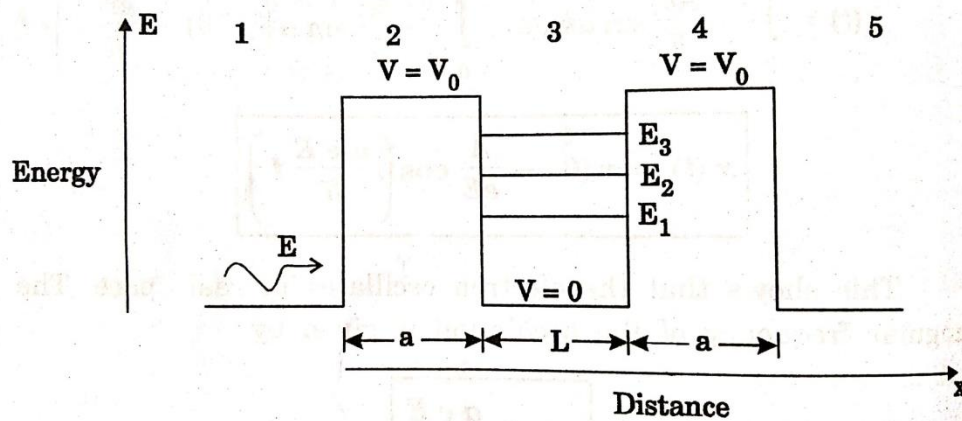 E
1 2 3 4 5
V = V₀
V = V₀
Energy
E₃
E₂
E₁
E
V = 0
a L a
x
Distance